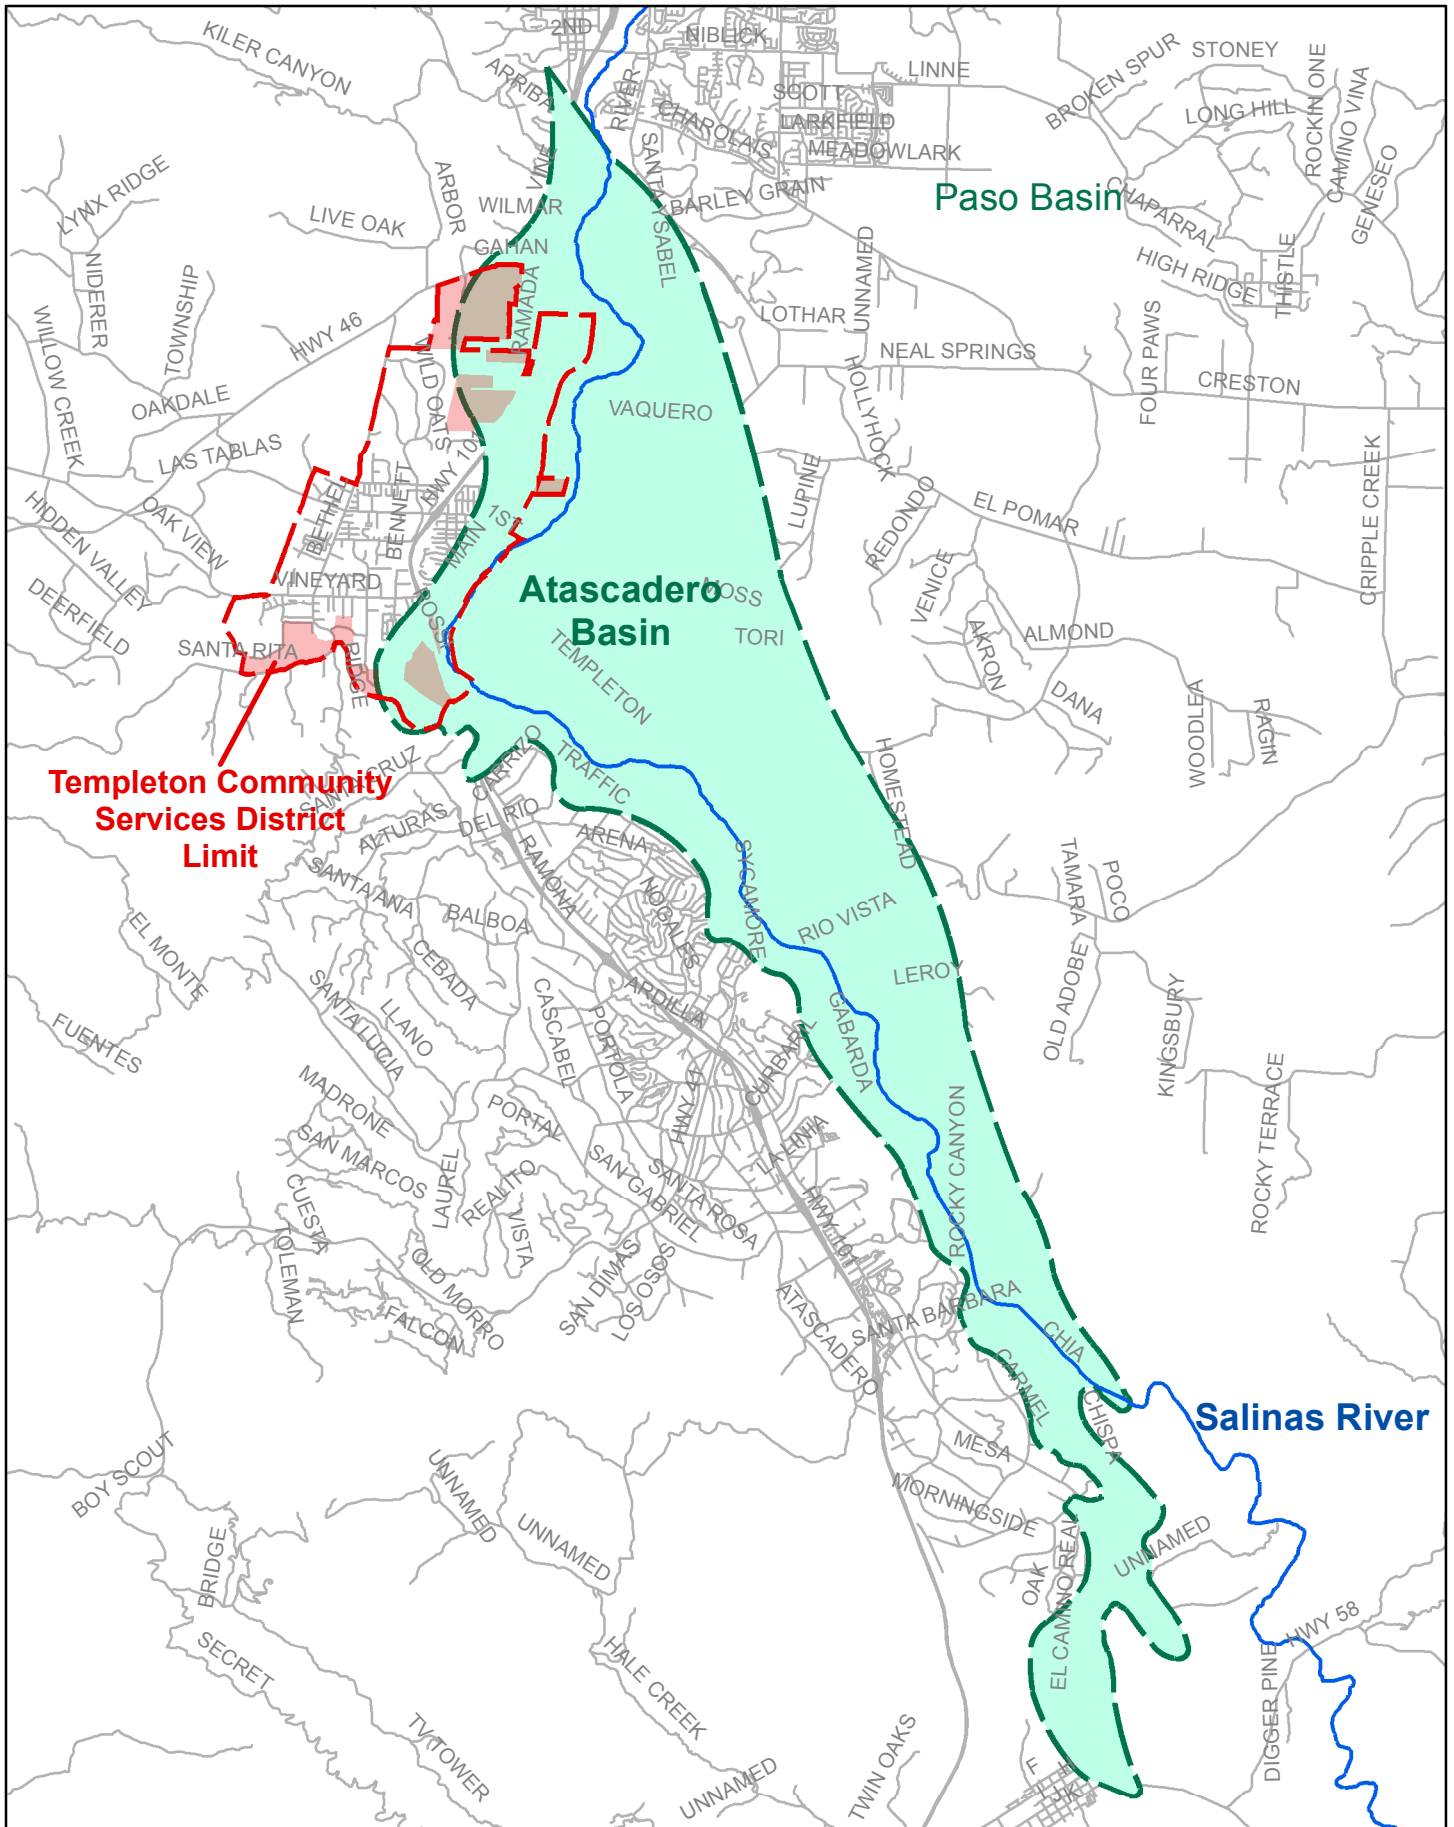 2ND
NIBLICK
KILER CANYON
ARRIBA
RIVER
LINNE
BROKEN SPUR
STONEY
ROCKIN ONE
CAMINO VINA
SCOTT
LARKFIELD
CHAROLAIS
MEADOWLARK
LONG HILL
GENESEO
LYNX RIDGE
ARBOR
VINE
SANTA YSABEL
BARLEY GRAIN
Paso Basin
CHAPARRAL
LIVE OAK
WILMAR
GAHAN
HIGH RIDGE
THISTLE
NIDERER
TOWNSHIP
RAMADA
UNNAMED
LOTHAR
WILLOW CREEK
HWY 46
WILD OATS
NEAL SPRINGS
FOUR PAWS
CRESTON
OAKDALE
VAQUERO
HOLLYHOCK
LAS TABLAS
HWY 101
BETHEL
BENNETT
LUPINE
REDONDO
EL POMAR
CRIPPLE CREEK
HIDDEN VALLEY
OAK VIEW
1ST
MAIN
VENICE
VINEYARD
ROSSI
Atascadero
Basin
MOSS
DEERFIELD
SANTA RITA
RIDGE
TORI
TEMPLETON
AKRON
ALMOND
DANA
WOODLEA
RAGIN
Templeton Community
Services District
Limit
SANTA CRUZ
CARRIZO
TRAFFIC
HOMESTEAD
ALTURAS
DEL RIO
ARENA
RAMONA
SYCAMORE
TAMARA
POCO
SANTA ANA
BALBOA
NOGALES
RIO VISTA
EL MONTE
CEBADA
LEROY
OLD ADOBE
SANTA LUCIA
LLANO
CASCABEL
ARDILLA
GABARDA
KINGSBURY
FUENTES
PORTOLA
CURBARIL
MADRONE
PORTAL
HWY 41
LA LINIA
ROCKY CANYON
ROCKY TERRACE
SAN MARCOS
LAUREL
REALITO
SAN GABRIEL
SANTA ROSA
CUESTA
VISTA
HWY 101
TOLEMAN
OLD MORRO
SAN DIMAS
LOS OSOS
FALCON
ATASCADERO
SANTA BARBARA
CHIA
CARMEL
CHISPA
Salinas River
MESA
BOY SCOUT
UNNAMED
MORNINGSIDE
UNNAMED
UNNAMED
BRIDGE
OAK
EL CAMINO REAL
HWY 58
SECRET
HALE CREEK
DIGGER PINE
TV TOWER
UNNAMED
TWIN OAKS
F
I
J
K